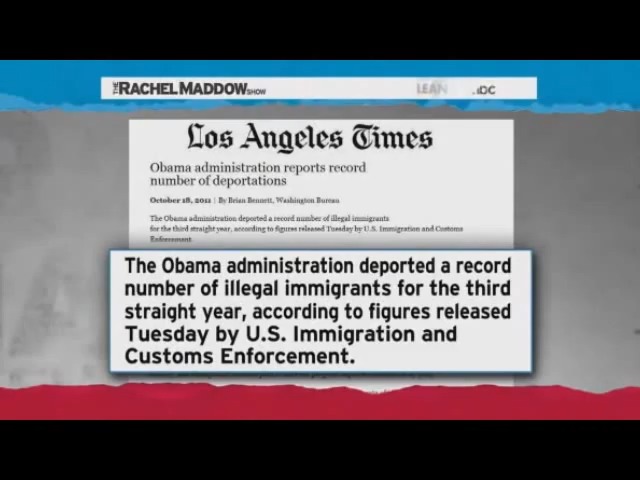 THE RACHEL MADDOW SHOW
LEAN
Los Angeles Times
Obama administration reports record
number of deportations
October 18, 2011 | By Brian Bennett, Washington Bureau
The Obama administration deported a record number of illegal immigrants
for the third straight year, according to figures released Tuesday by U.S. Immigration and Customs
Enforcement.
The Obama administration deported a record
number of illegal immigrants for the third
straight year, according to figures released
Tuesday by U.S. Immigration and
Customs Enforcement.